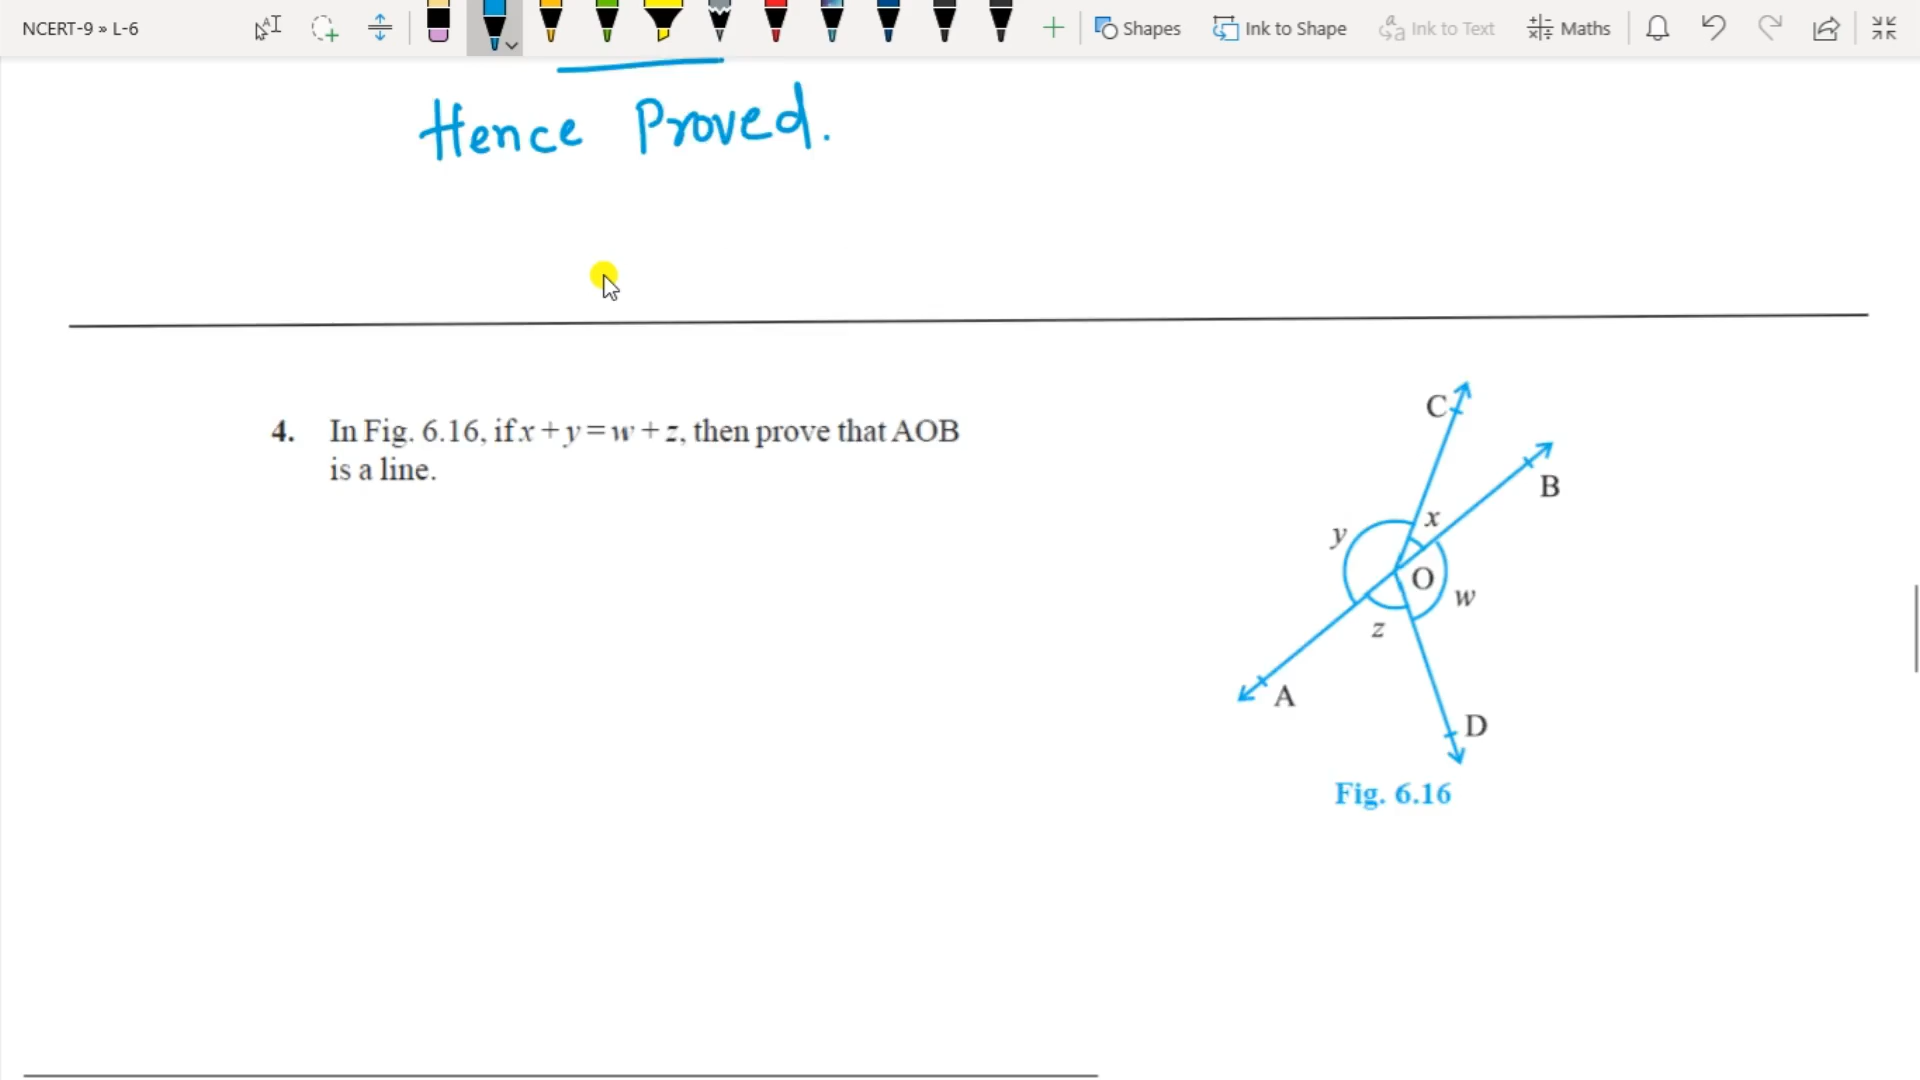 NCERT-9 » L-6
Shapes
Ink to Shape
Ink to Text
Maths
Hence Proved.
4. In Fig. 6.16, if x + y = w + z, then prove that AOB
is a line.
C
B
x
y
O
w
z
A
D
Fig. 6.16